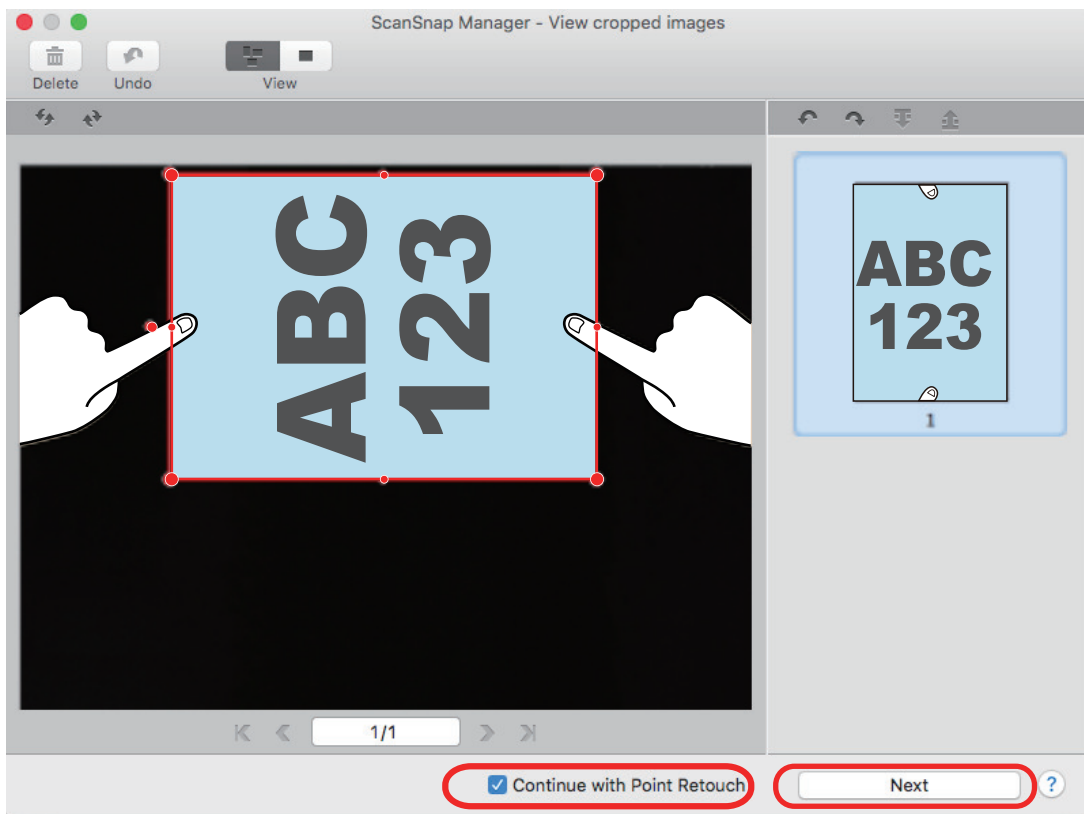 ScanSnap Manager - View cropped images
Delete Undo View
ABC
123
ABC
123
1
1/1
Continue with Point Retouch
Next
?